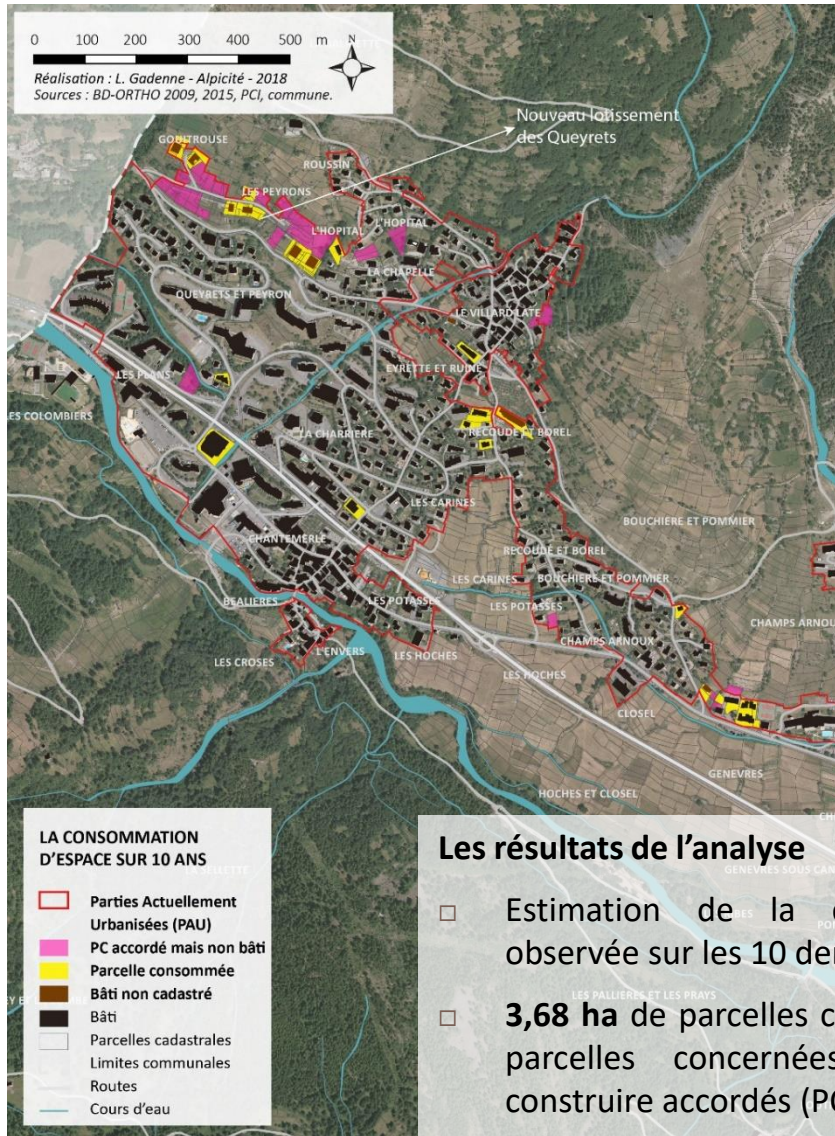 0 100 200 300 400 500 m N
Réalisation : L. Gadenne - Alpicité - 2018
Sources : BD-ORTHO 2009, 2015, PCI, commune.
Nouveau lotissement
des Queyrets
GOUITROUSE
ROUSSIN
LES PEYRONS
L'HOPITAL
L'HOPITAL
LA CHAPELLE
QUEYRETS ET PEYRON
LE VILLARD LATE
EYRETTE ET RUINE
LES PLANS
LES COLOMBIERS
LA CHARRIERE
RECOUDE ET BOREL
LES CARINES
BOUCHIERE ET POMMIER
CHANTEMERLE
RECOUDE ET BOREL
LES CARINES
BOUCHIERE ET POMMIER
BEALIERES
LES POTASSES
LES POTASSES
CHAMPS ARNOUX
CHAMPS ARNOU
L'ENVERS
LES CROSES
LES HOCHES
LES HOCHES
CLOSEL
GENEVRES
HOCHES ET CLOSEL
LA CONSOMMATION
D'ESPACE SUR 10 ANS
Parties Actuellement
Urbanisées (PAU)
PC accordé mais non bâti
Parcelle consommée
Bâti non cadastré
Bâti
Parcelles cadastrales
Limites communales
Routes
Cours d'eau
Les résultats de l'analyse
GENEVRES SOUS CAN
□ Estimation de la
observée sur les 10 der
LES PALLIERES ET LES PRAYS
□ 3,68 ha de parcelles c
parcelles concernées
construire accordés (PC